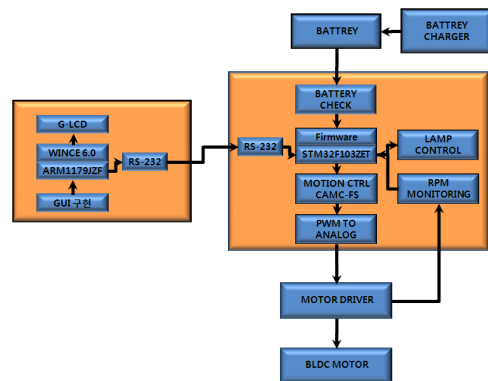 BATTREY
BATTREY
CHARGER
BATTERY
CHECK
G-LCD
WINCE 6.0
ARM1179JZF
GUI 구현
RS-232
RS-232
Firmware
STM32F103ZET
LAMP
CONTROL
MOTION CTRL
CAMC-FS
RPM
MONITORING
PWM TO
ANALOG
MOTOR DRIVER
BLDC MOTOR